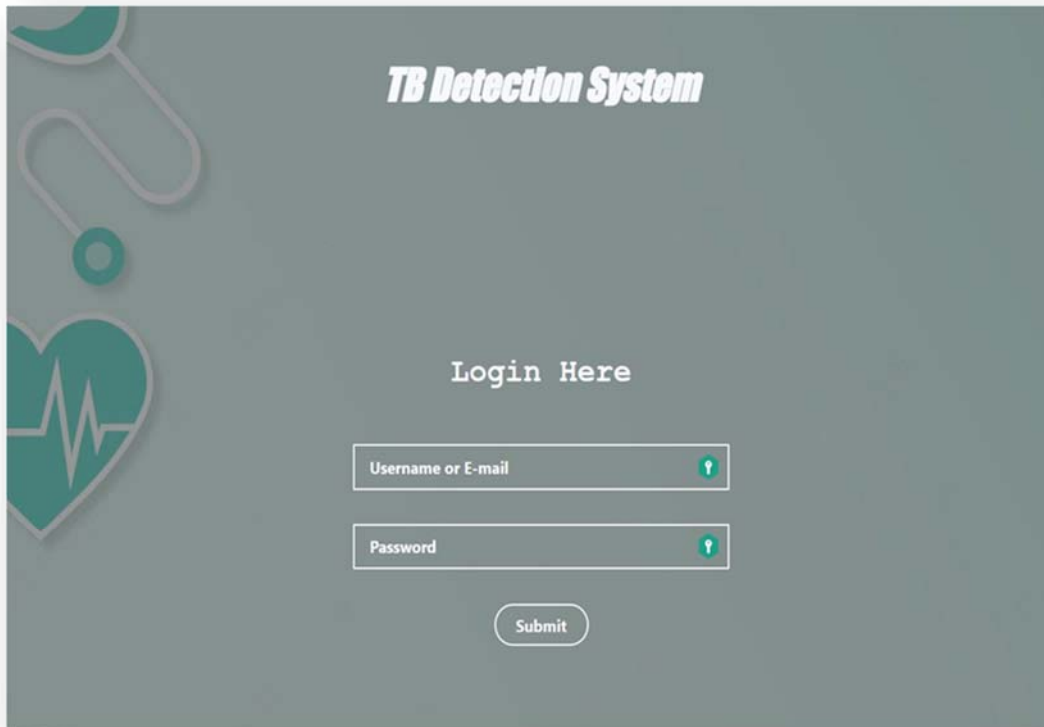 TB Detection System
Login Here
Username or E-mail
Password
Submit